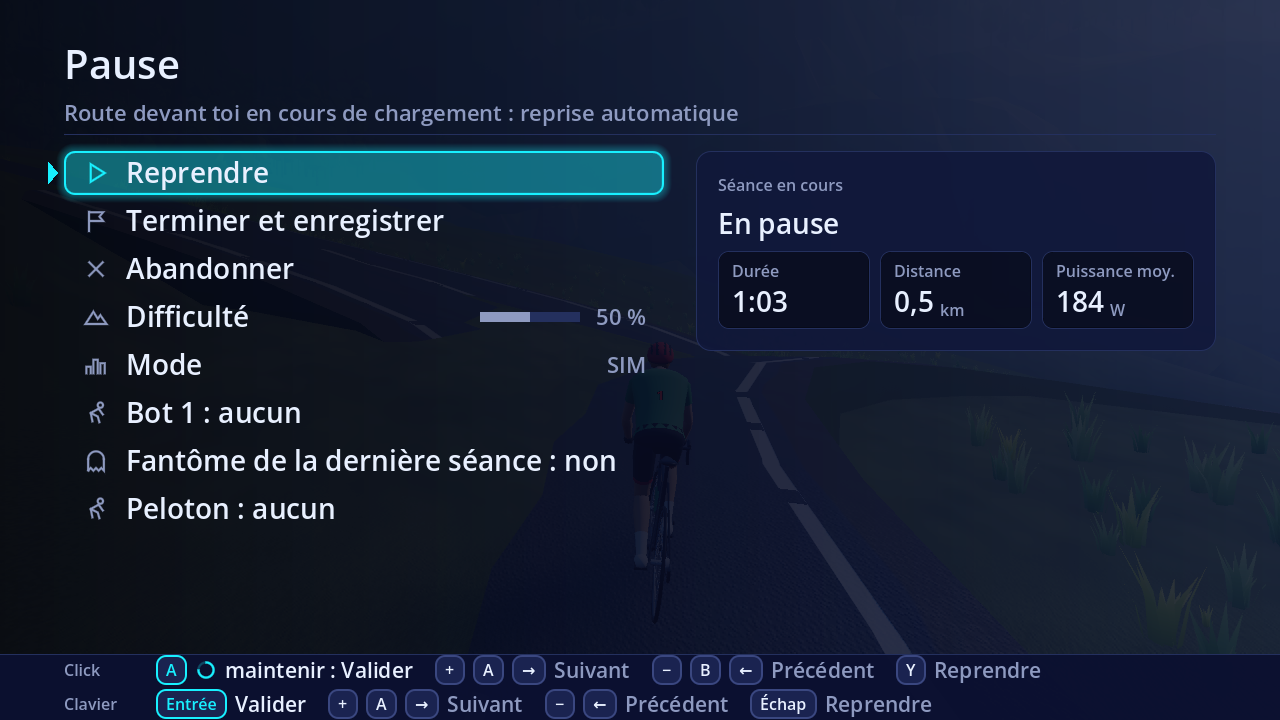 Pause
Route devant toi en cours de chargement : reprise automatique
Reprendre
Terminer et enregistrer
Abandonner
Difficulté 50 %
Mode SIM
Bot 1 : aucun
Fantôme de la dernière séance : non
Peloton : aucun
Séance en cours
En pause
Durée Distance Puissance moy.
1:03 0,5 km 184 W
Click A maintenir : Valider + A → Suivant − B ← Précédent Y Reprendre
Clavier Entrée Valider + A → Suivant − ← Précédent Échap Reprendre